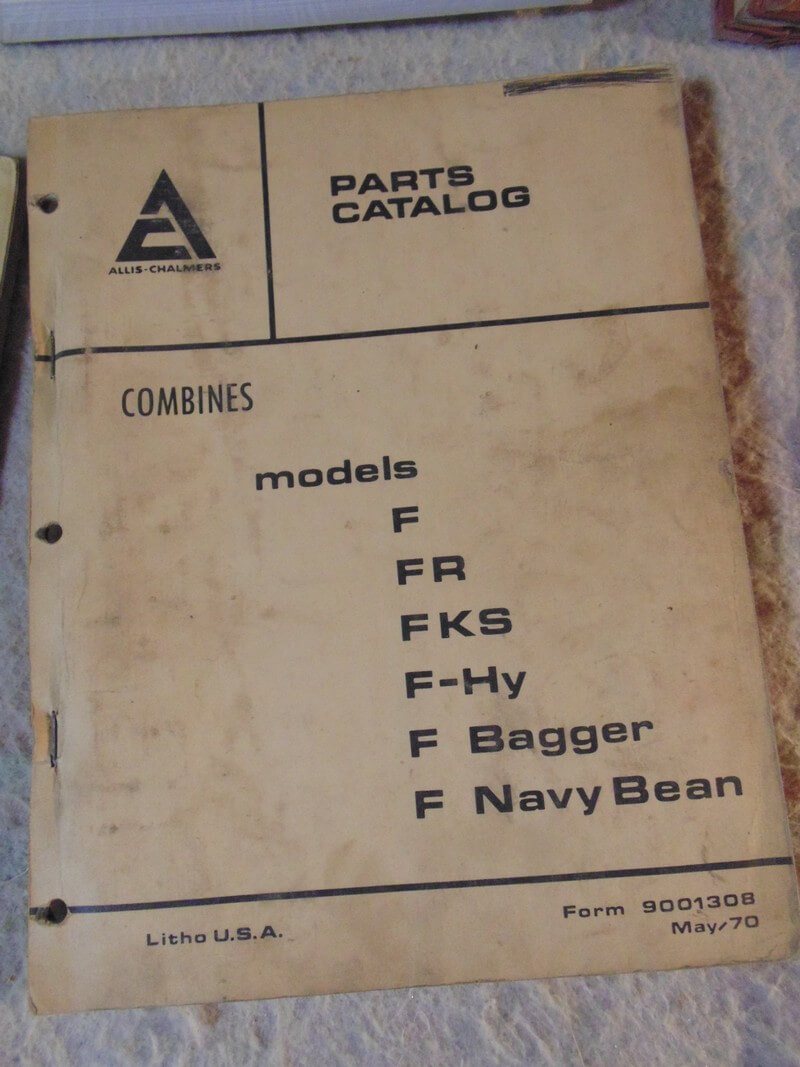 ALLIS-CHALMERS
PARTS
CATALOG
COMBINES
models
F
FR
FKS
F-Hy
F Bagger
F Navy Bean
Litho U.S.A.
Form 9001308
May/70